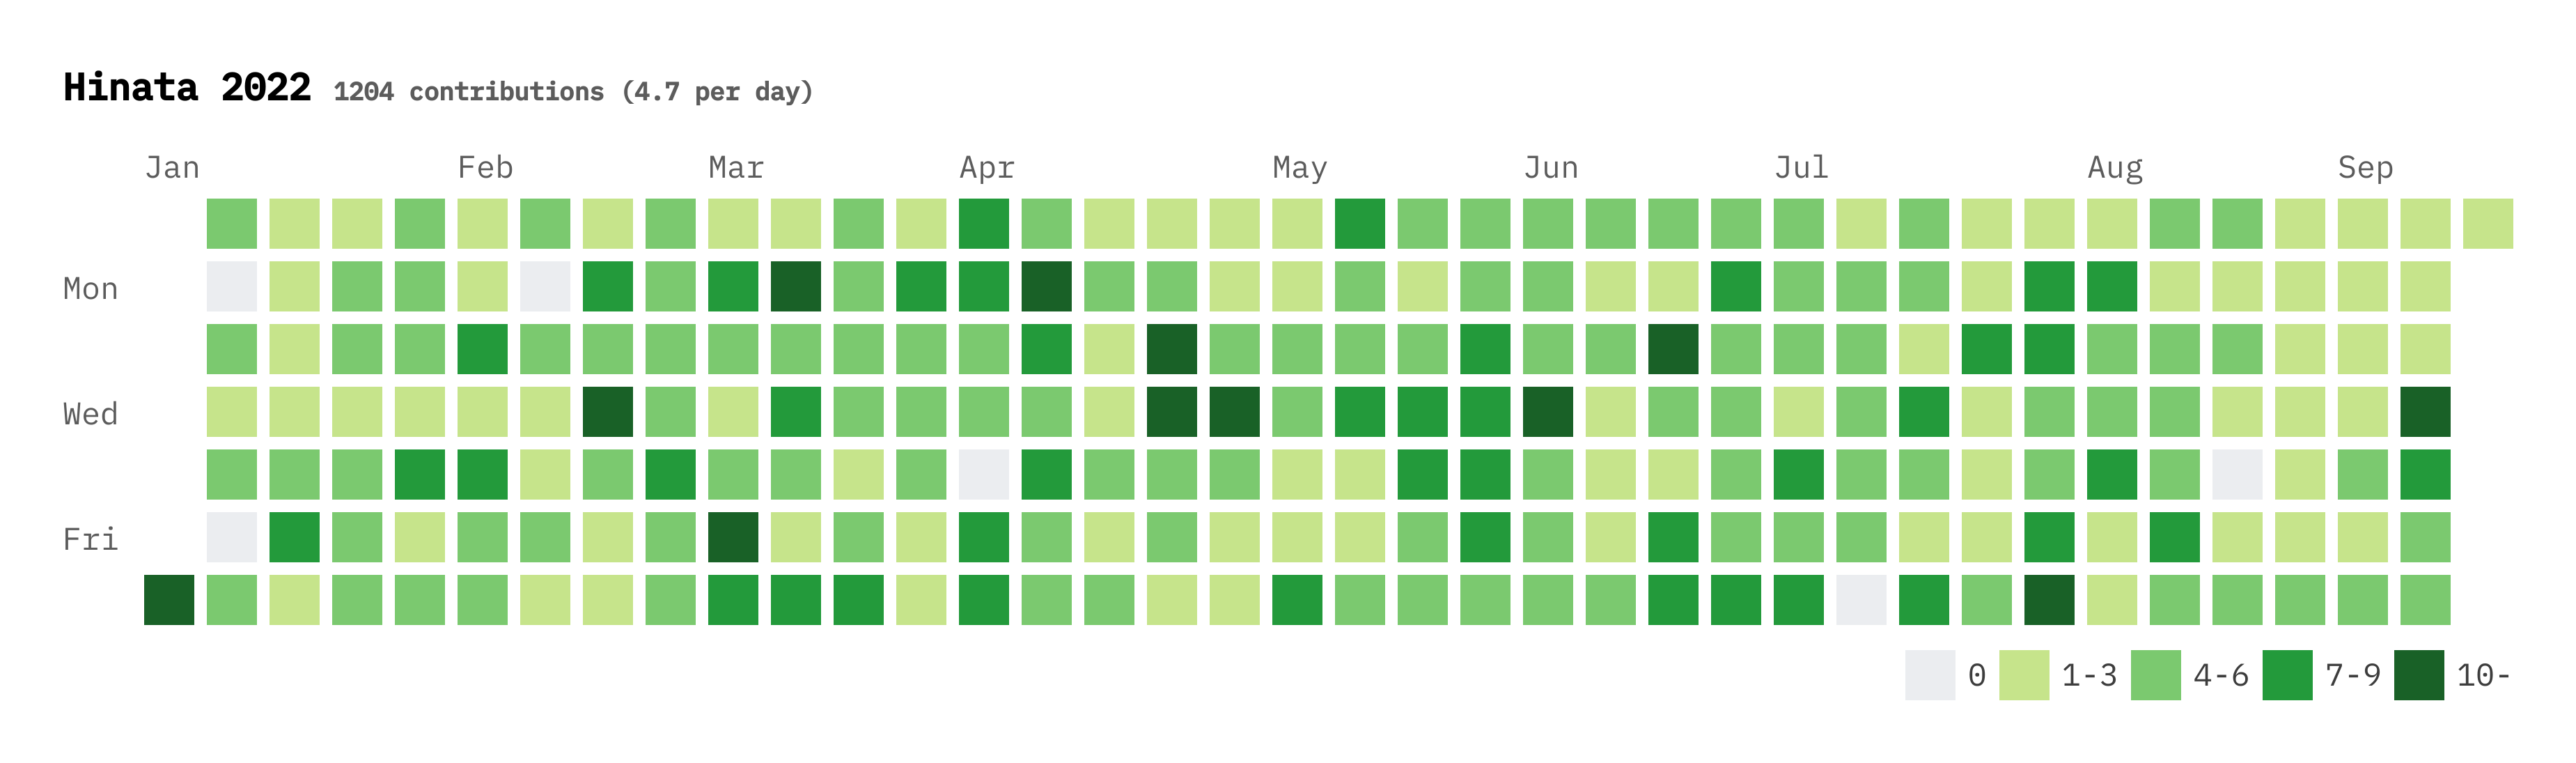 Hinata 2022 1204 contributions (4.7 per day)
Jan Feb Mar Apr May Jun Jul Aug Sep
Mon
Wed
Fri
0 1-3 4-6 7-9 10-